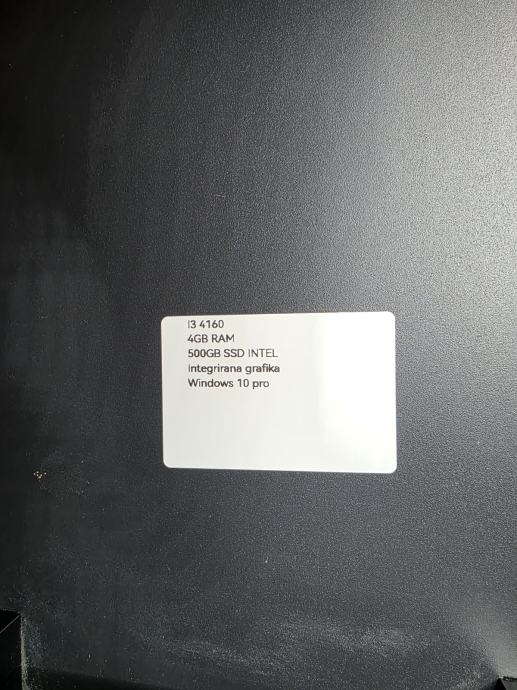 I3 4160
4GB RAM
500GB SSD INTEL
Integrirana grafika
Windows 10 pro